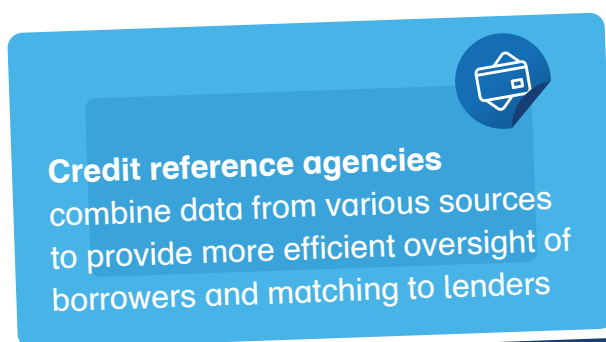 Credit reference agencies
combine data from various sources
to provide more efficient oversight of
borrowers and matching to lenders